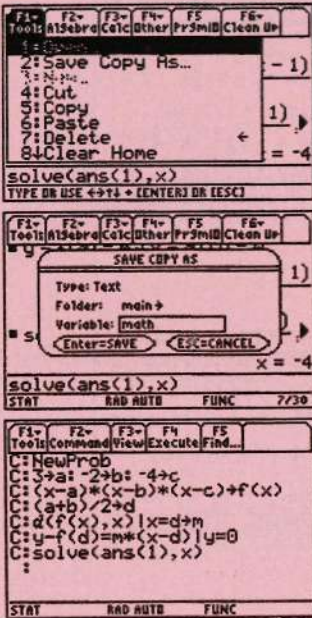 F1▾ F2▾ F3▾ F4▾ F5 F6▾
Tools Algebra Calc Other PrgmIO Clean Up
1:Open...
2:Save Copy As...
3:New...
4:Cut
5:Copy
6:Paste
7:Delete ←
8↓Clear Home
- 1)
1)
= -4
solve(ans(1),x)
TYPE OR USE ←→↑↓ + [ENTER] OR [ESC]
F1▾ F2▾ F3▾ F4▾ F5 F6▾
Tools Algebra Calc Other PrgmIO Clean Up
SAVE COPY AS
Type: Text
Folder: main→
Variable: math
Enter=SAVE ESC=CANCEL
1)
x = -4
solve(ans(1),x)
STAT RAD AUTO FUNC 7/30
F1▾ F2▾ F3▾ F4▾ F5
Tools Command View Execute Find...
C:NewProb
C:3→a:-2→b:-4→c
C:(x-a)*(x-b)*(x-c)→f(x)
C:(a+b)/2→d
C:d(f(x),x)|x=d→m
C:y-f(d)=m*(x-d)|y=0
C:solve(ans(1),x)
:
STAT RAD AUTO FUNC